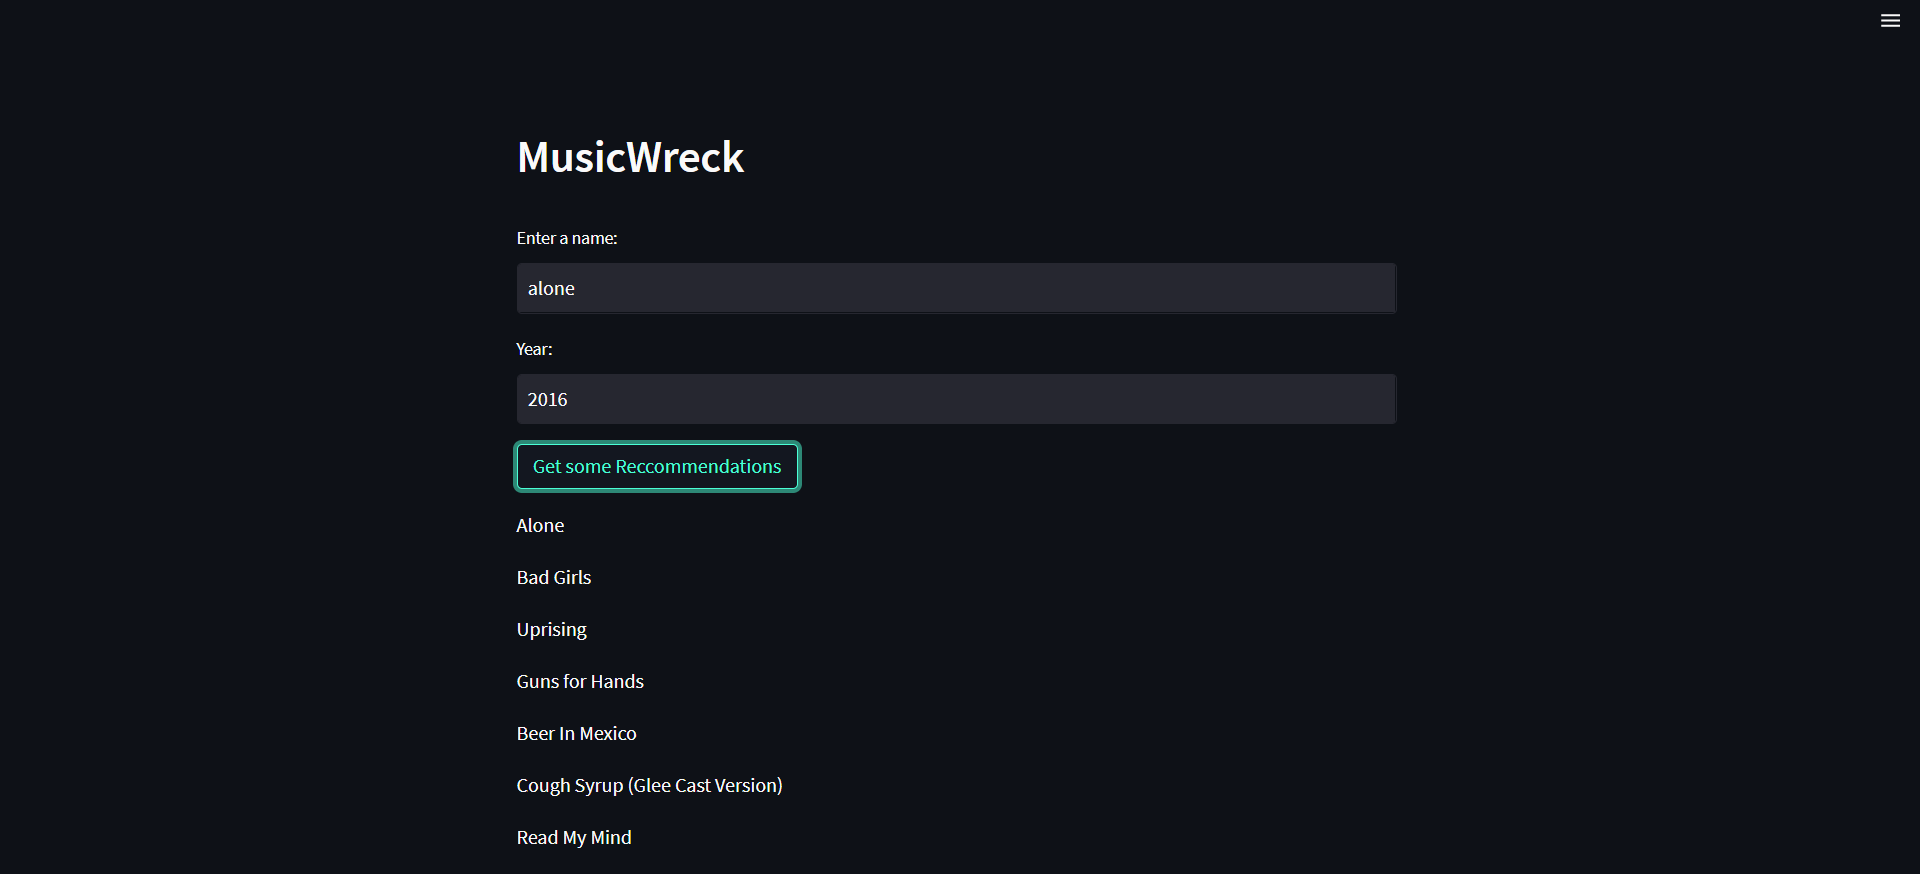 MusicWreck
Enter a name:
alone
Year:
2016
Get some Reccommendations
Alone
Bad Girls
Uprising
Guns for Hands
Beer In Mexico
Cough Syrup (Glee Cast Version)
Read My Mind